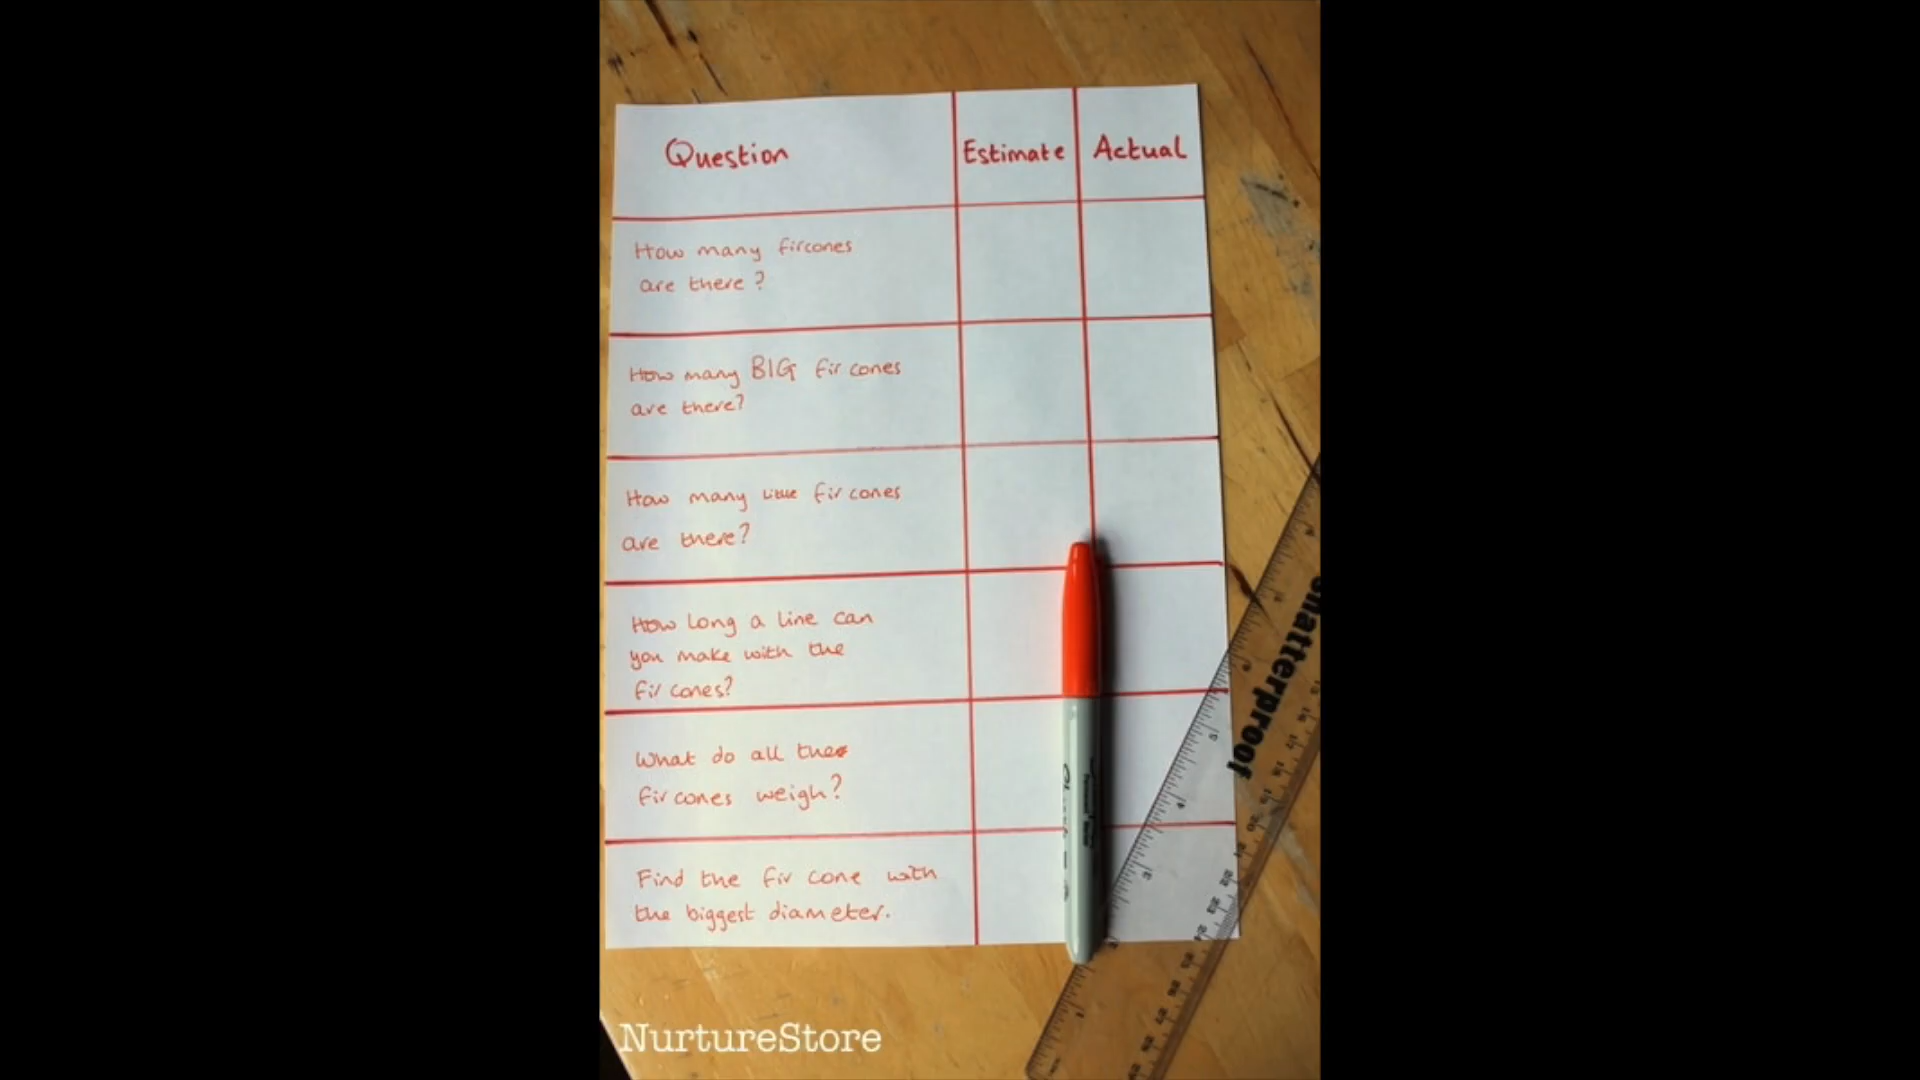 Question Estimate Actual
How many fircones
are there?
How many BIG fir cones
are there?
How many little fir cones
are there?
How long a line can
you make with the
fir cones?
What do all the
fir cones weigh?
Find the fir cone with
the biggest diameter.
shatterproof
NurtureStore